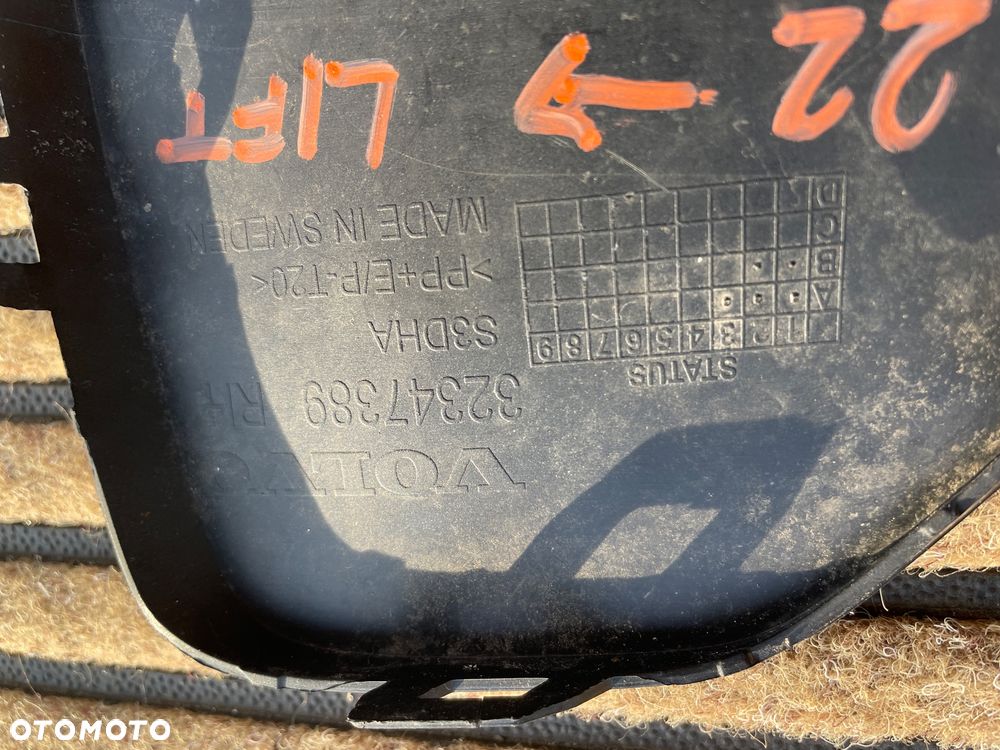 VOLVO
32347389 RH
STATUS
1 2 3 4 5 6 7 8 9
S3DHA
A
>PP+E/P-T20<
B
C
MADE IN SWEDEN
D
22 → LIFT
OTOMOTO